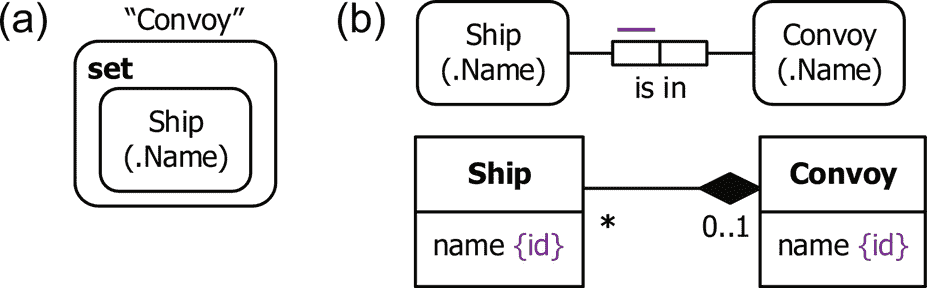 (a)
“Convoy”
set
Ship
(.Name)
(b)
Ship
(.Name)
is in
Convoy
(.Name)
Ship
name {id}
*
0..1
Convoy
name {id}